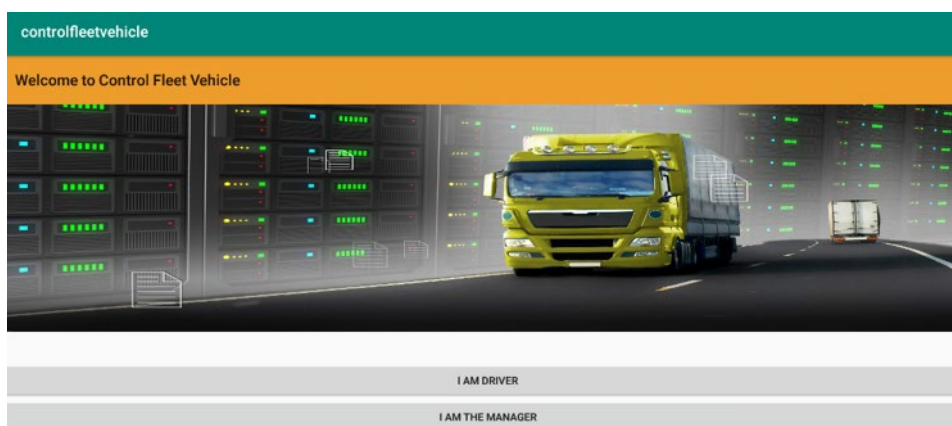 controlfleetvehicle
Welcome to Control Fleet Vehicle
I AM DRIVER
I AM THE MANAGER